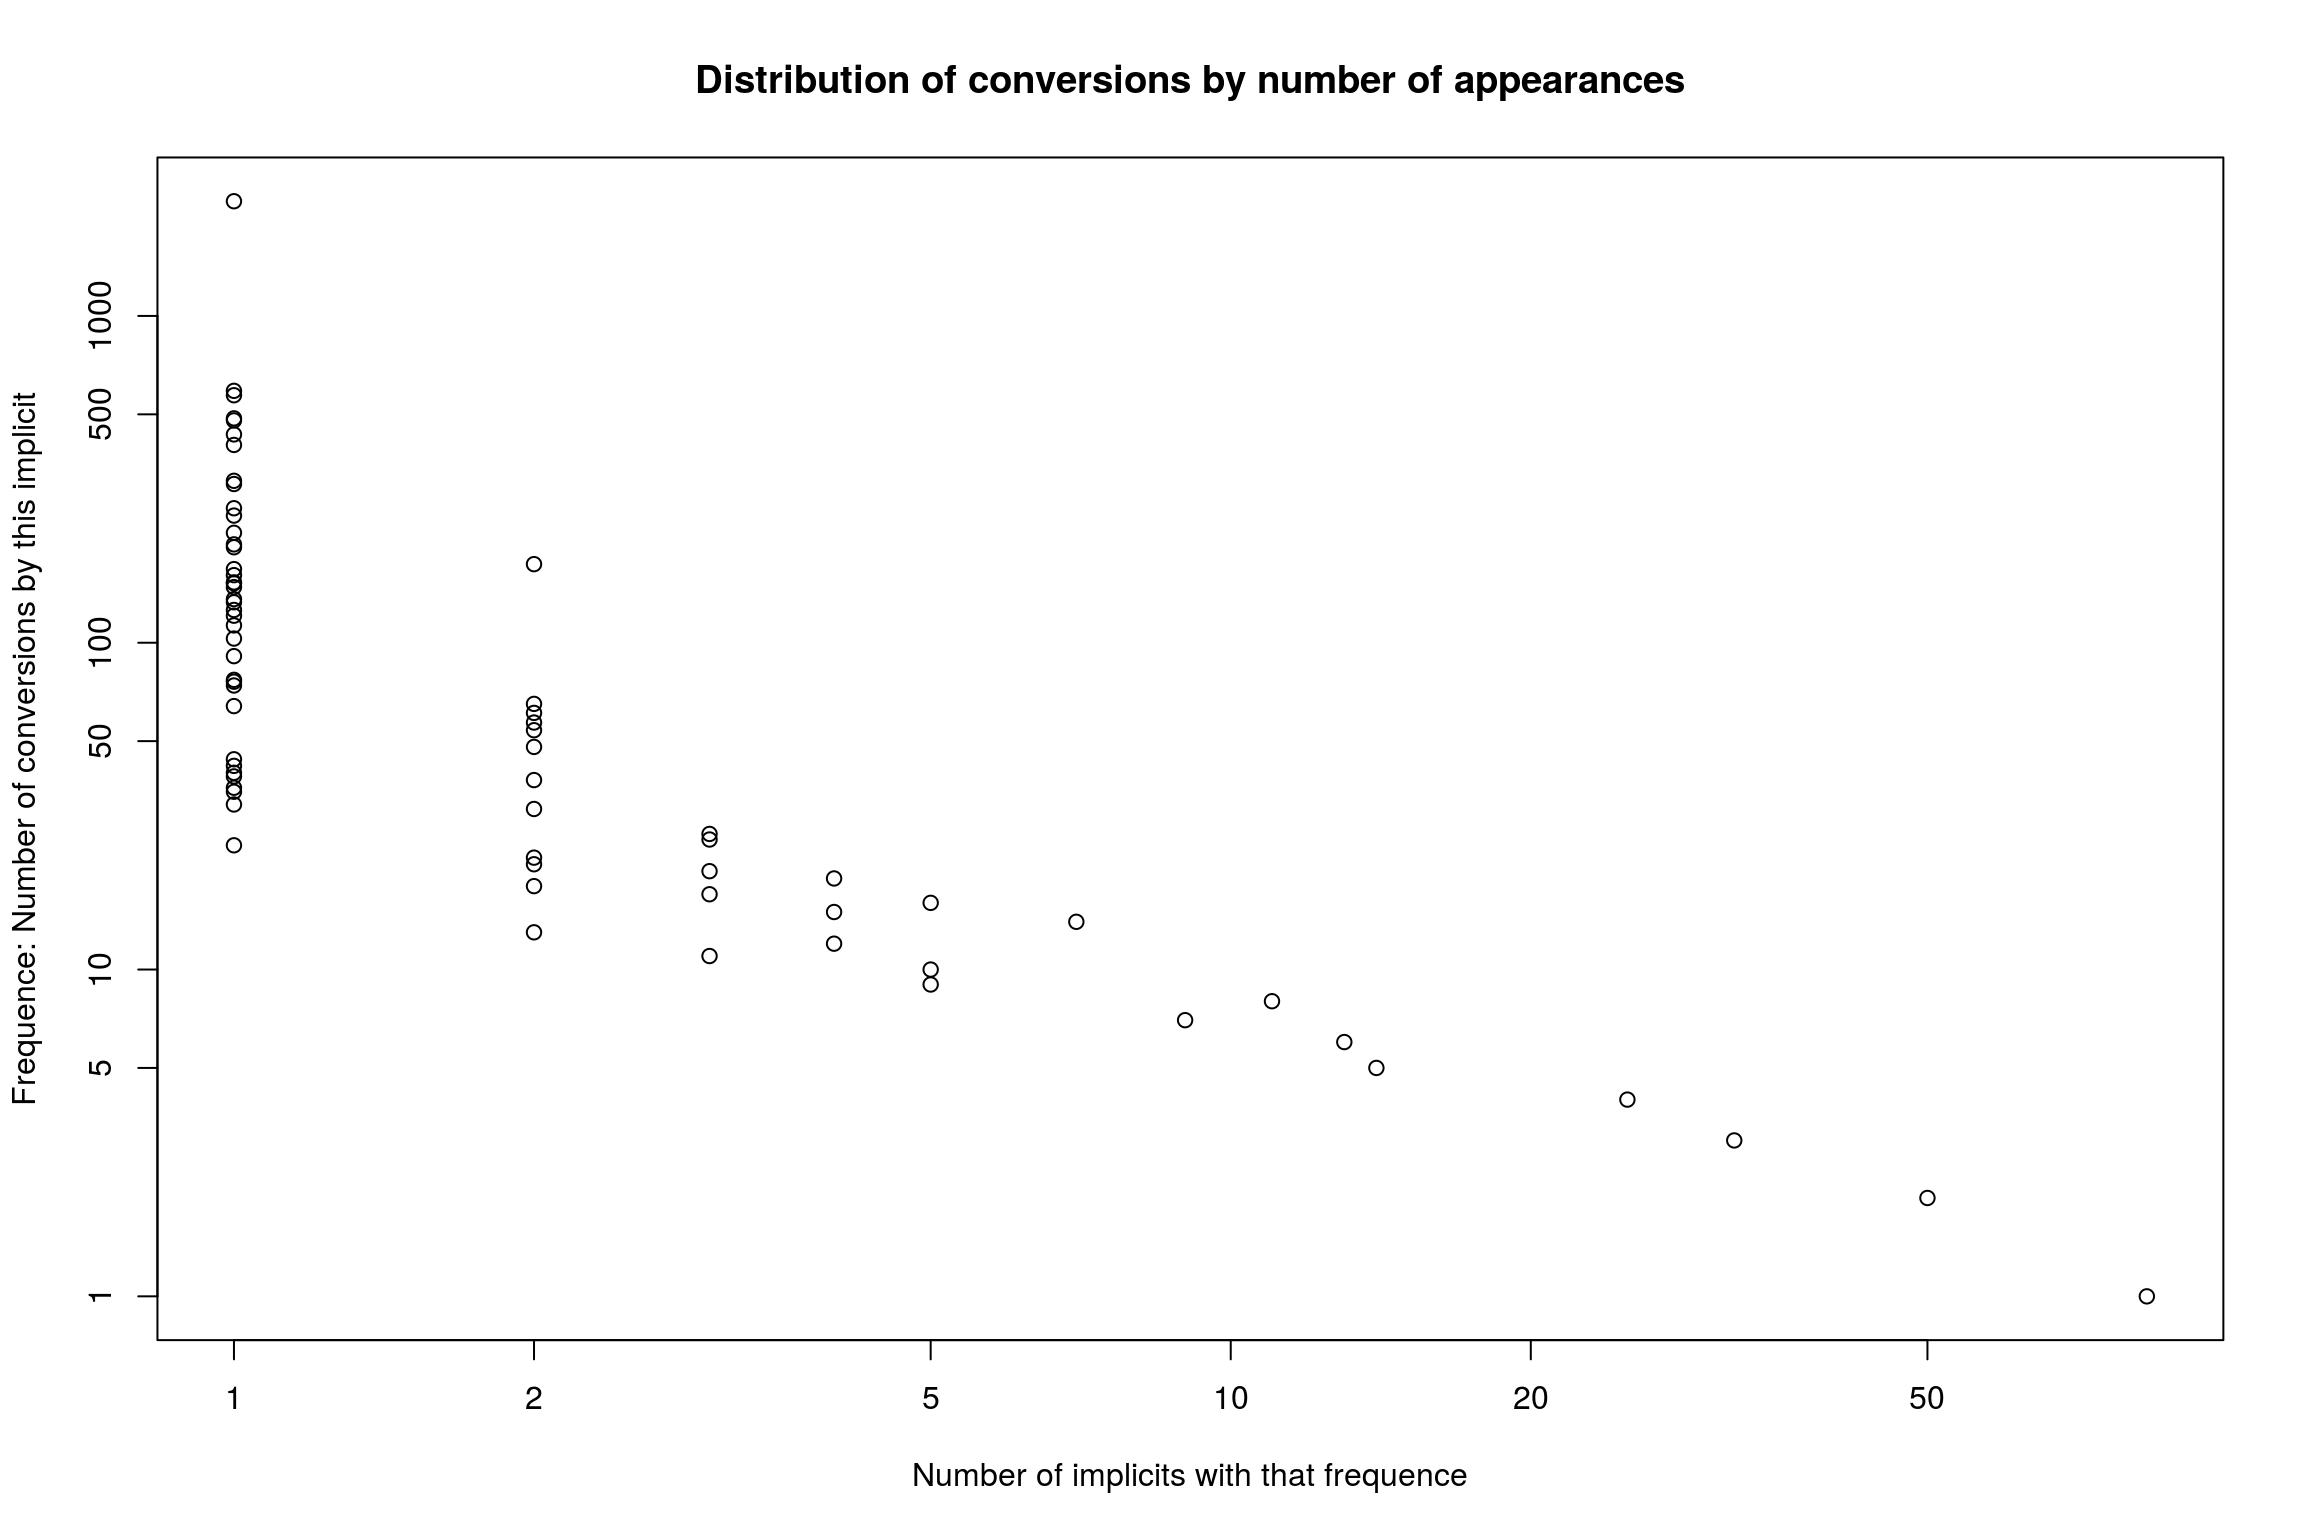 Distribution of conversions by number of appearances
Frequence: Number of conversions by this implicit
1000
500
100
50
10
5
1
1 2 5 10 20 50
Number of implicits with that frequence